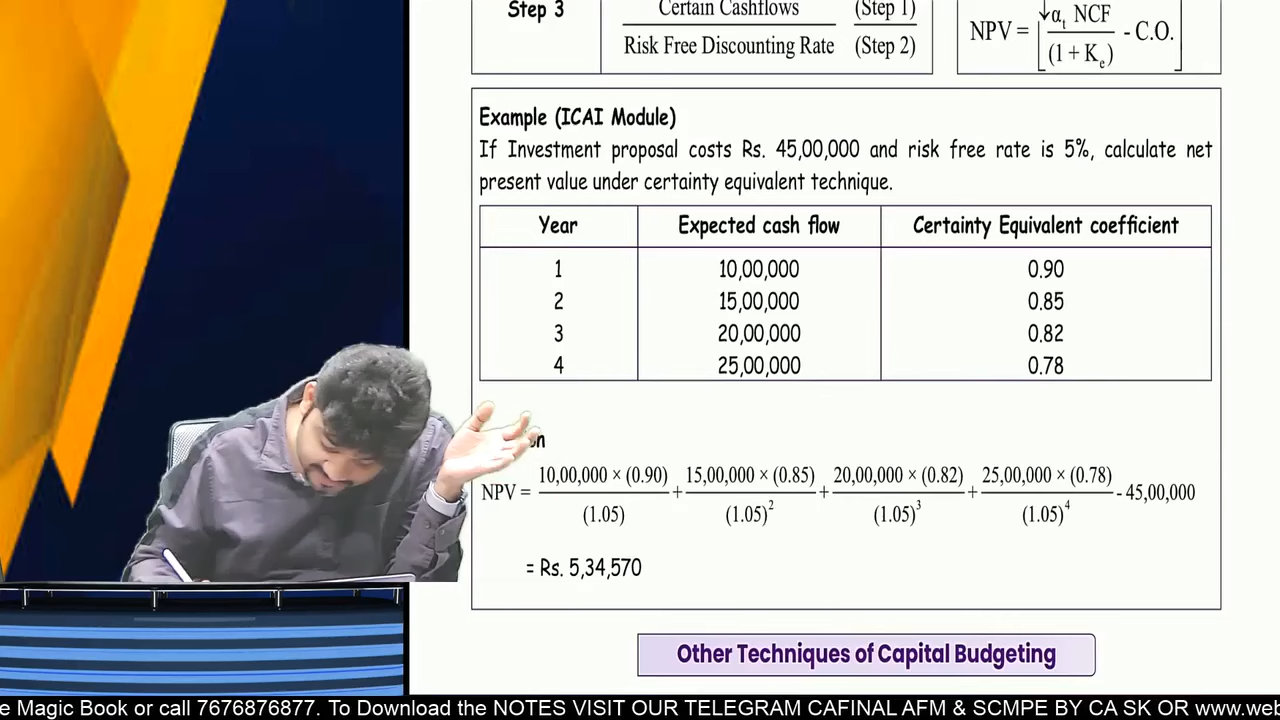 Step 3
Certain Cashflows (Step 1)
Risk Free Discounting Rate (Step 2)
NPV = [ ↓αt NCF / (1 + Ke) - C.O. ]
Example (ICAI Module)
If Investment proposal costs Rs. 45,00,000 and risk free rate is 5%, calculate net
present value under certainty equivalent technique.
Year Expected cash flow Certainty Equivalent coefficient
1 10,00,000 0.90
2 15,00,000 0.85
3 20,00,000 0.82
4 25,00,000 0.78
NPV = 10,00,000 × (0.90) / (1.05) + 15,00,000 × (0.85) / (1.05)² + 20,00,000 × (0.82) / (1.05)³ + 25,00,000 × (0.78) / (1.05)⁴ - 45,00,000
= Rs. 5,34,570
Other Techniques of Capital Budgeting
e Magic Book or call 7676876877. To Download the NOTES VISIT OUR TELEGRAM CAFINAL AFM & SCMPE BY CA SK OR www.web